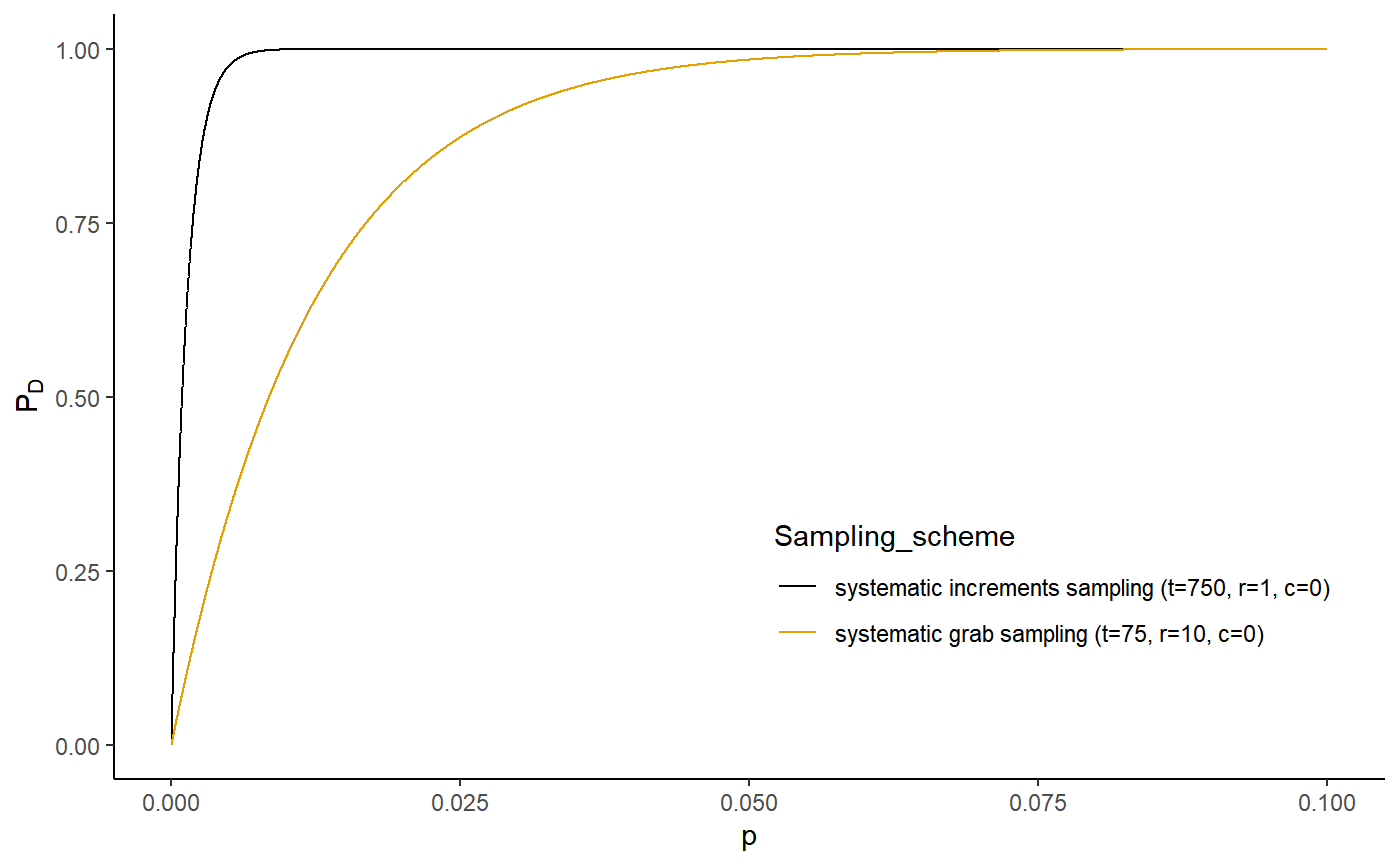 1.00
0.75
0.50
0.25
0.00
P_D
Sampling_scheme
systematic increments sampling (t=750, r=1, c=0)
systematic grab sampling (t=75, r=10, c=0)
0.000 0.025 0.050 0.075 0.100
p